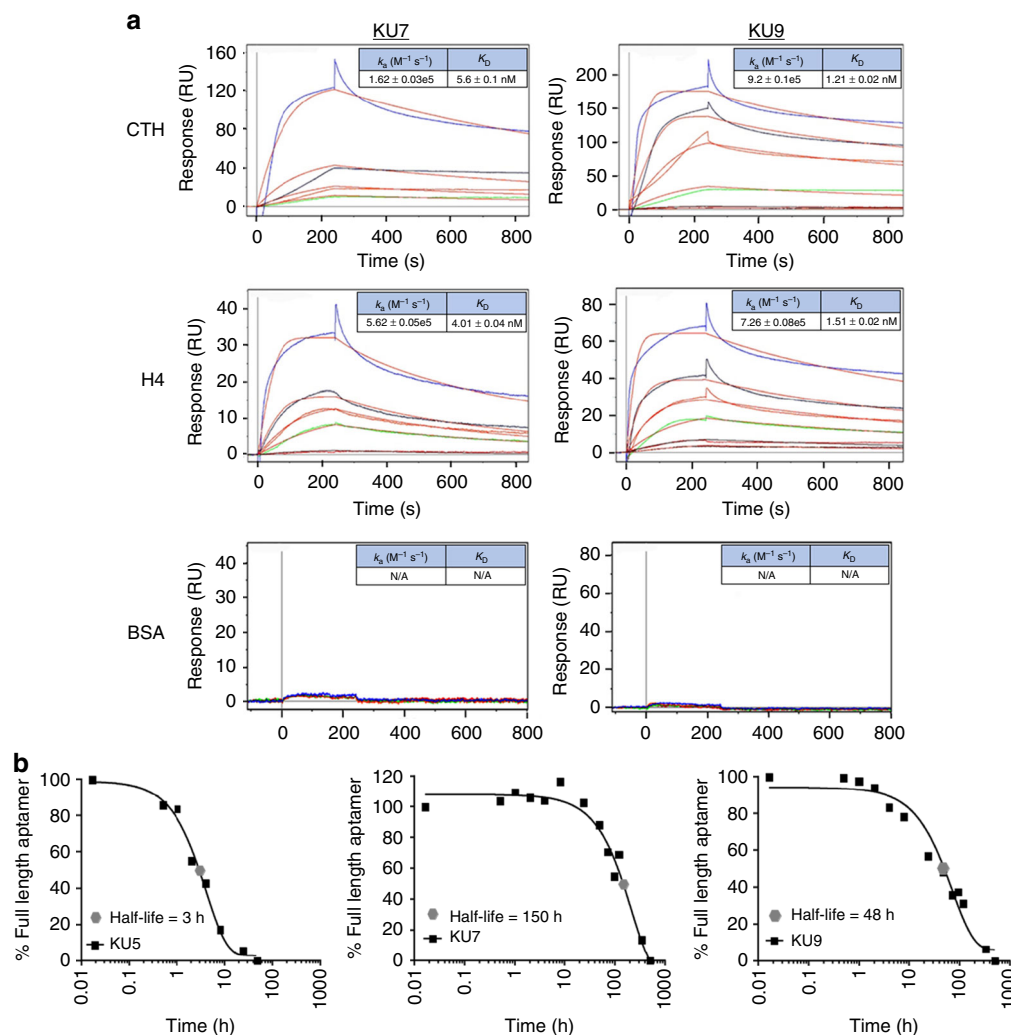 a
KU7
KU9
CTH
Response (RU)
160
120
80
40
0
kₐ (M⁻¹ s⁻¹) K_D
1.62 ± 0.03e5 5.6 ± 0.1 nM
0 200 400 600 800
Time (s)
Response (RU)
200
150
100
50
0
kₐ (M⁻¹ s⁻¹) K_D
9.2 ± 0.1e5 1.21 ± 0.02 nM
0 200 400 600 800
Time (s)
H4
Response (RU)
40
30
20
10
0
kₐ (M⁻¹ s⁻¹) K_D
5.62 ± 0.05e5 4.01 ± 0.04 nM
0 200 400 600 800
Time (s)
Response (RU)
80
60
40
20
0
kₐ (M⁻¹ s⁻¹) K_D
7.26 ± 0.08e5 1.51 ± 0.02 nM
0 200 400 600 800
Time (s)
BSA
Response (RU)
40
30
20
10
0
kₐ (M⁻¹ s⁻¹) K_D
N/A N/A
0 200 400 600 800
Response (RU)
80
60
40
20
0
kₐ (M⁻¹ s⁻¹) K_D
N/A N/A
0 200 400 600 800
b
% Full length aptamer
100
80
60
40
20
0
Half-life = 3 h
KU5
0.01 0.1 1 10 100 1000
Time (h)
% Full length aptamer
120
100
80
60
40
20
0
Half-life = 150 h
KU7
0.01 0.1 1 10 100 1000
Time (h)
% Full length aptamer
100
80
60
40
20
0
Half-life = 48 h
KU9
0.01 0.1 1 10 100 1000
Time (h)